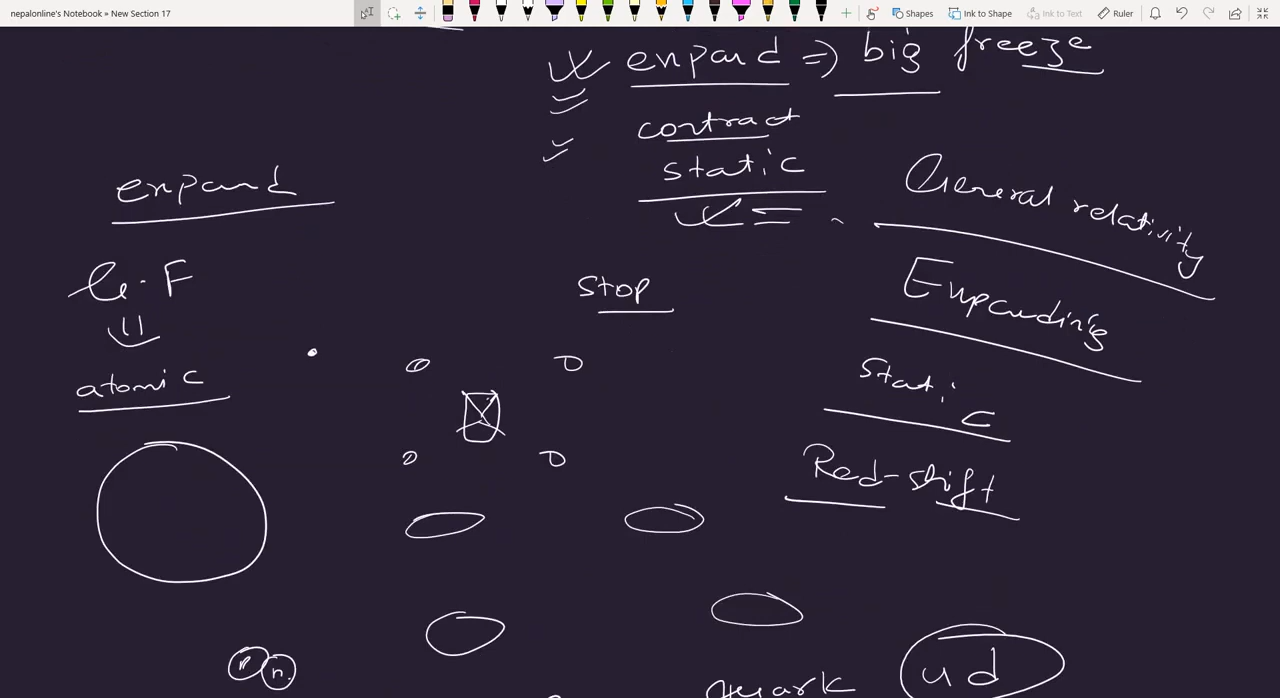 nepalonline's Notebook » New Section 17
Shapes Ink to Shape Ink to Text Ruler
expand => big freeze
contract
static
General relativity
expand
G.F
Stop
Expanding
atomic
Static
Red-shift
P n
quark
u d